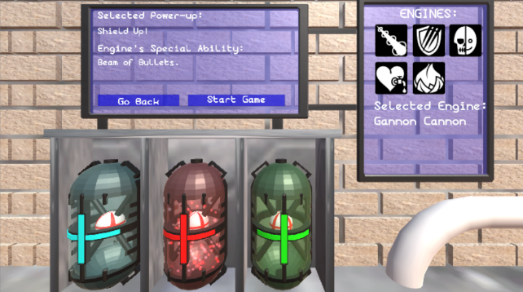 Selected Power-up:
Shield Up!
Engine's Special Ability:
Beam of Bullets.
Go Back
Start Game
ENGINES:
Selected Engine:
Gannon Cannon